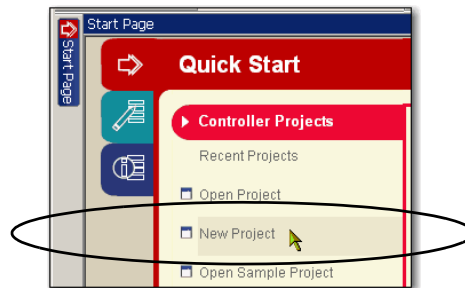 Start Page
Start Page
Quick Start
Controller Projects
Recent Projects
Open Project
New Project
Open Sample Project